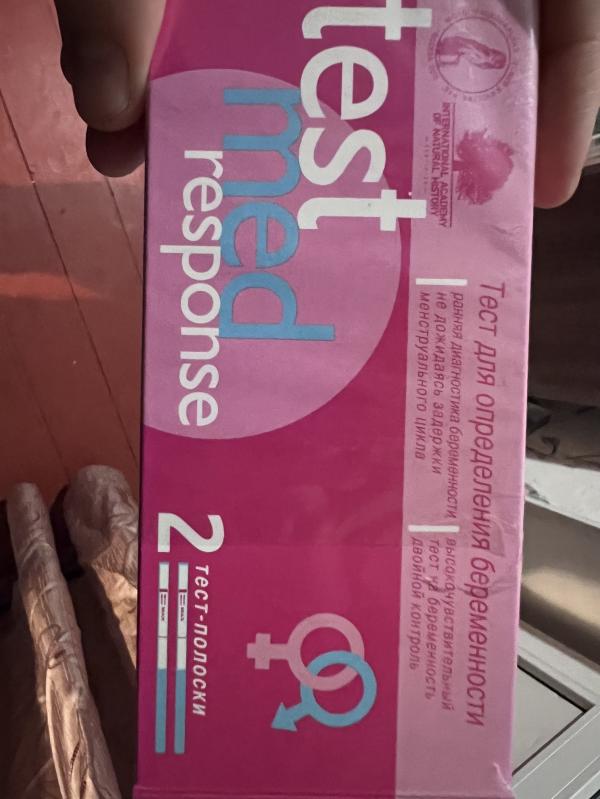 test
med
response
INTERNATIONAL ACADEMY
OF NATURAL HISTORY
Тест для определения беременности
ранняя диагностика беременности
не дожидаясь задержки
менструального цикла
высокочувствительный
тест на беременность
двойной контроль
2 тест-полоски